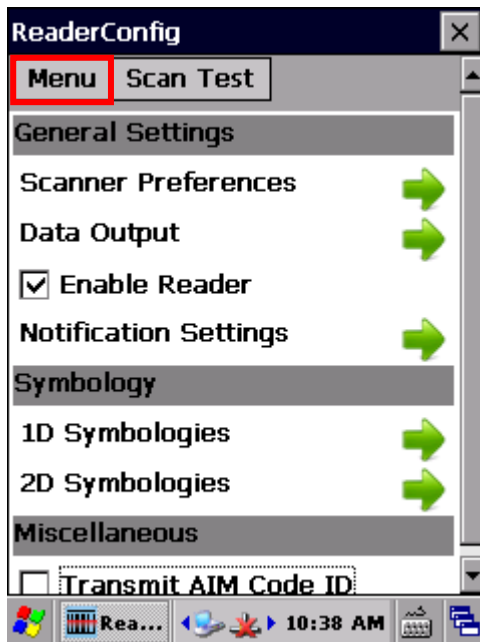 ReaderConfig
Menu Scan Test
General Settings
Scanner Preferences
Data Output
Enable Reader
Notification Settings
Symbology
1D Symbologies
2D Symbologies
Miscellaneous
Transmit AIM Code ID
Rea... 10:38 AM